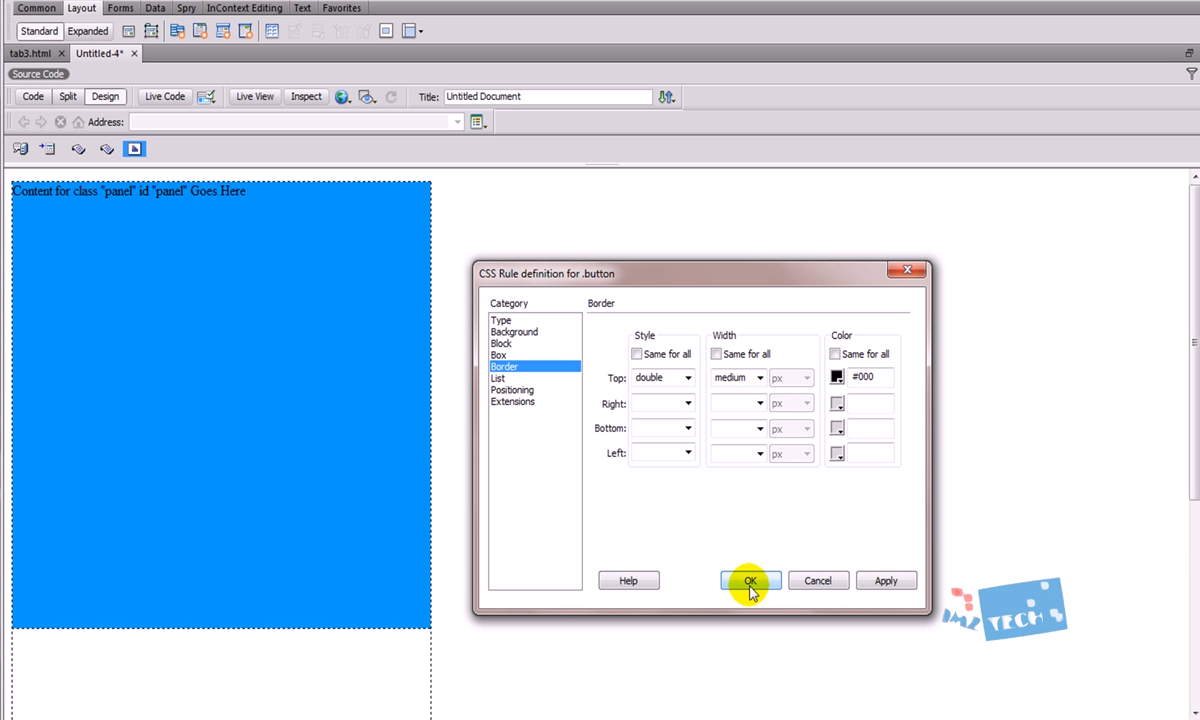 Common Layout Forms Data Spry InContext Editing Text Favorites
Standard Expanded
tab3.html Untitled-4*
Source Code
Code Split Design Live Code Live View Inspect Title: Untitled Document
Address:
Content for class "panel" id "panel" Goes Here
CSS Rule definition for .button
Category
Type
Background
Block
Box
Border
List
Positioning
Extensions
Border
Style Width Color
Same for all Same for all Same for all
Top: double medium px #000
Right: px
Bottom: px
Left: px
Help OK Cancel Apply
IMZ TECH